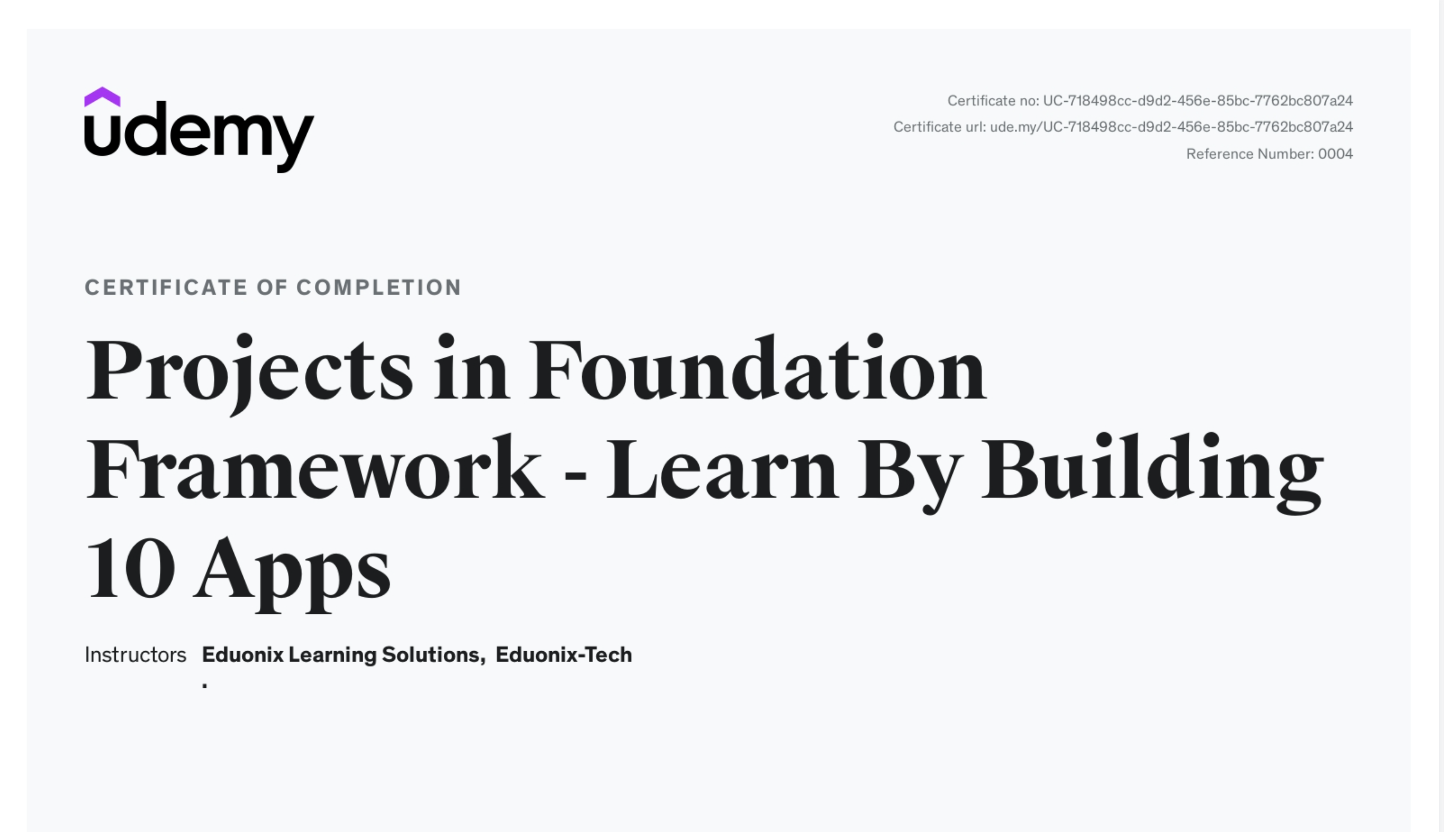 udemy
Certificate no: UC-718498cc-d9d2-456e-85bc-7762bc807a24
Certificate url: ude.my/UC-718498cc-d9d2-456e-85bc-7762bc807a24
Reference Number: 0004
CERTIFICATE OF COMPLETION
Projects in Foundation
Framework - Learn By Building
10 Apps
Instructors Eduonix Learning Solutions, Eduonix-Tech
.